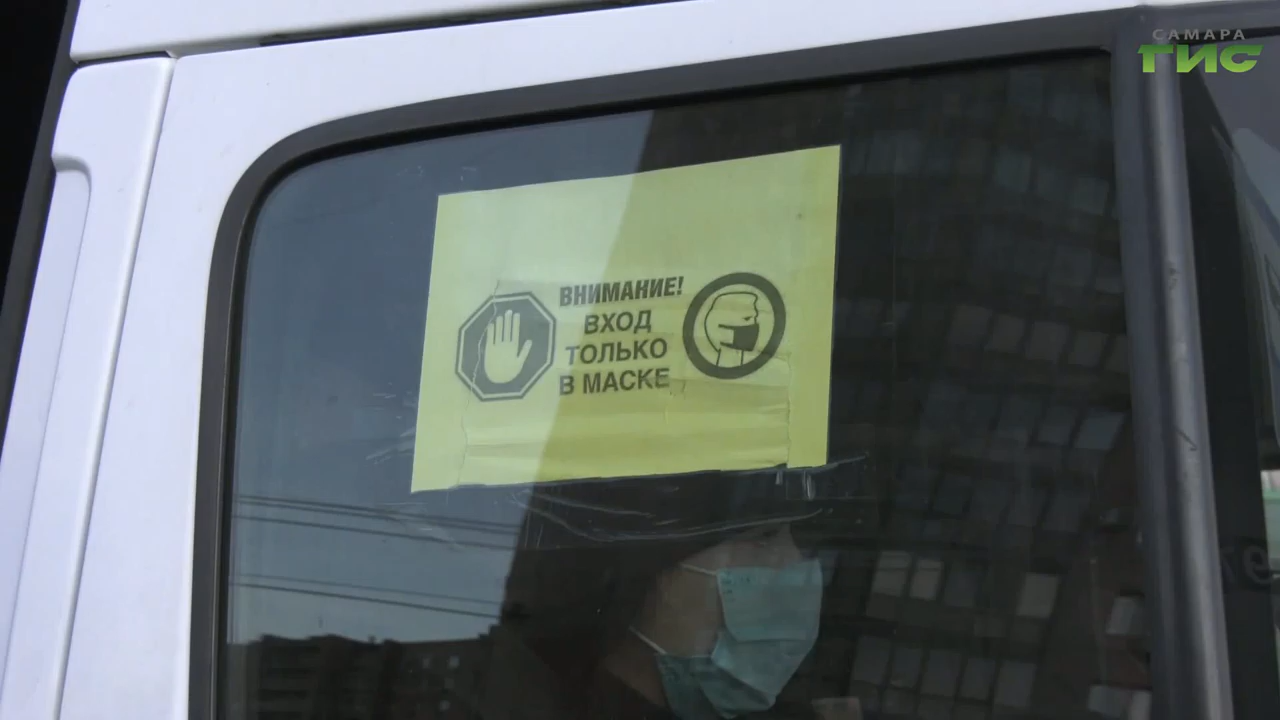 САМАРА
ГИС
ВНИМАНИЕ!
ВХОД
ТОЛЬКО
В МАСКЕ